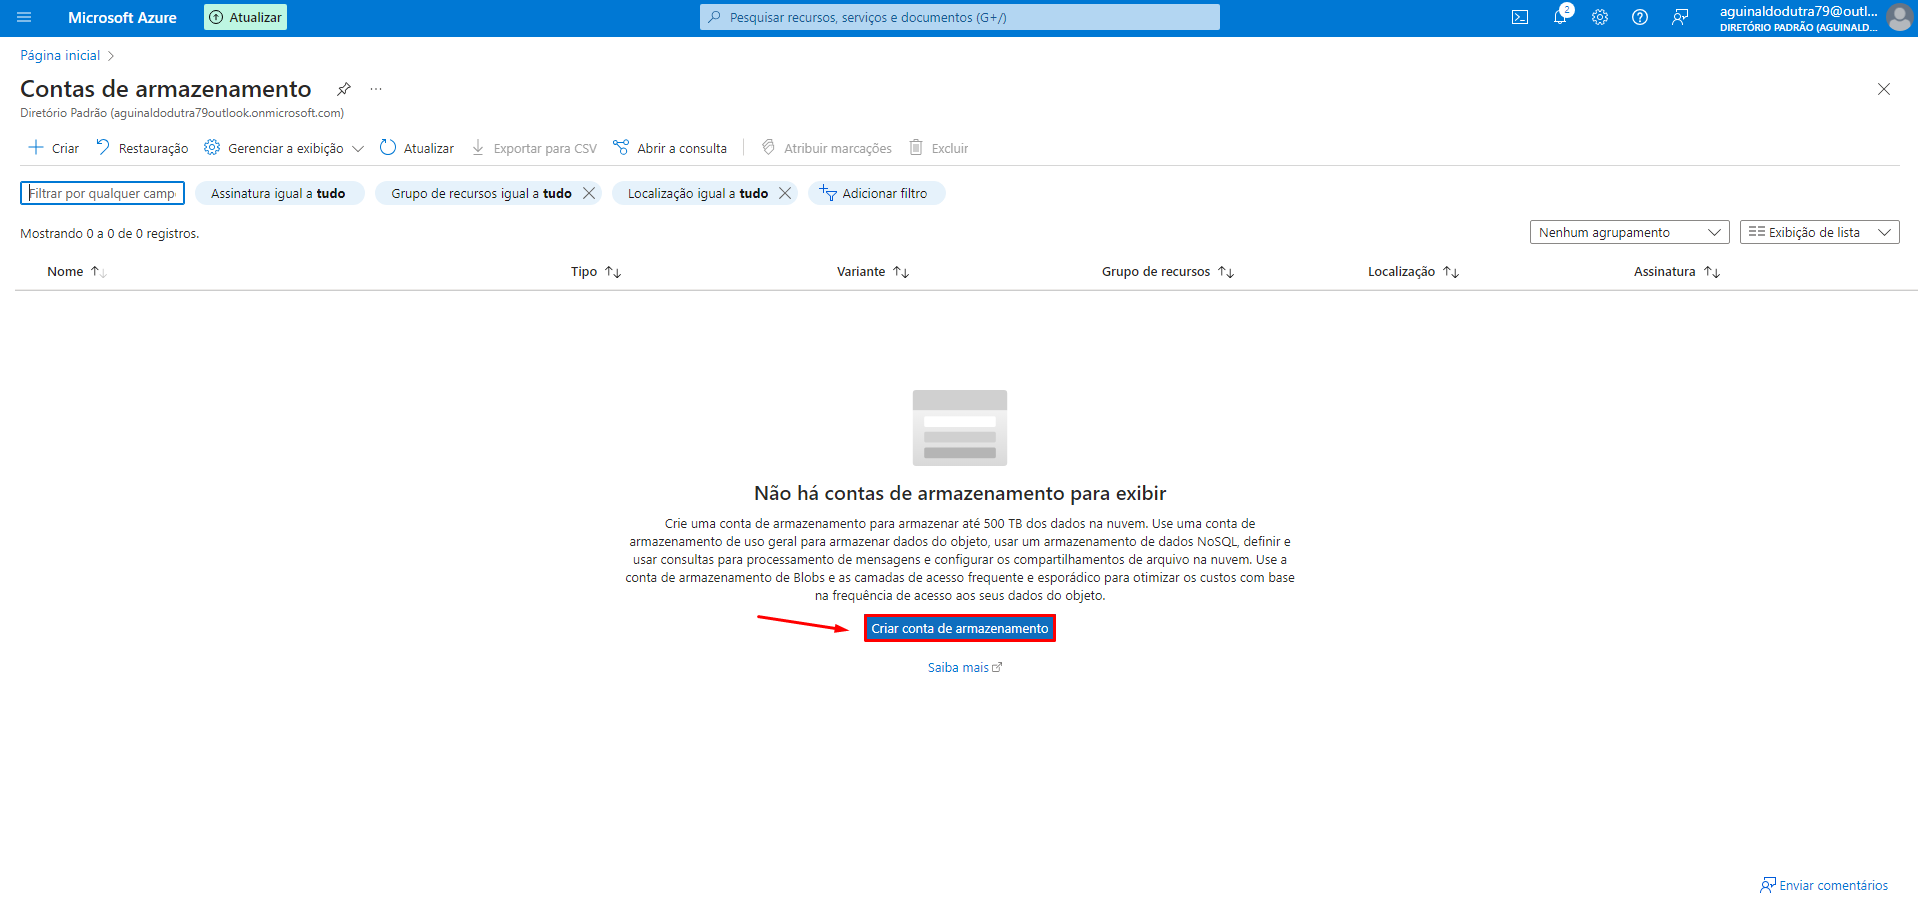 Microsoft Azure
Atualizar
Pesquisar recursos, serviços e documentos (G+/)
2
aguinaldodutra79@outl...
DIRETÓRIO PADRÃO (AGUINALD...
Página inicial
Contas de armazenamento
Diretório Padrão (aguinaldodutra79outlook.onmicrosoft.com)
Criar Restauração Gerenciar a exibição Atualizar Exportar para CSV Abrir a consulta Atribuir marcações Excluir
Filtrar por qualquer camp Assinatura igual a tudo Grupo de recursos igual a tudo Localização igual a tudo Adicionar filtro
Mostrando 0 a 0 de 0 registros. Nenhum agrupamento Exibição de lista
Nome Tipo Variante Grupo de recursos Localização Assinatura
Não há contas de armazenamento para exibir
Crie uma conta de armazenamento para armazenar até 500 TB dos dados na nuvem. Use uma conta de
armazenamento de uso geral para armazenar dados do objeto, usar um armazenamento de dados NoSQL, definir e
usar consultas para processamento de mensagens e configurar os compartilhamentos de arquivo na nuvem. Use a
conta de armazenamento de Blobs e as camadas de acesso frequente e esporádico para otimizar os custos com base
na frequência de acesso aos seus dados do objeto.
Criar conta de armazenamento
Saiba mais
Enviar comentários